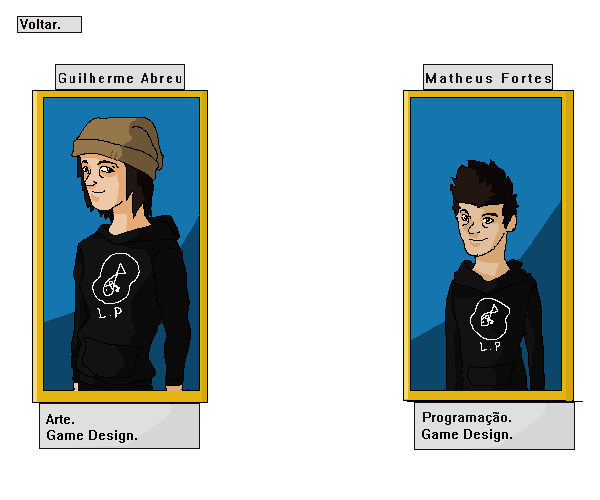 Voltar.
Guilherme Abreu
Matheus Fortes
L.P
L.P
Arte.
Game Design.
Programação.
Game Design.